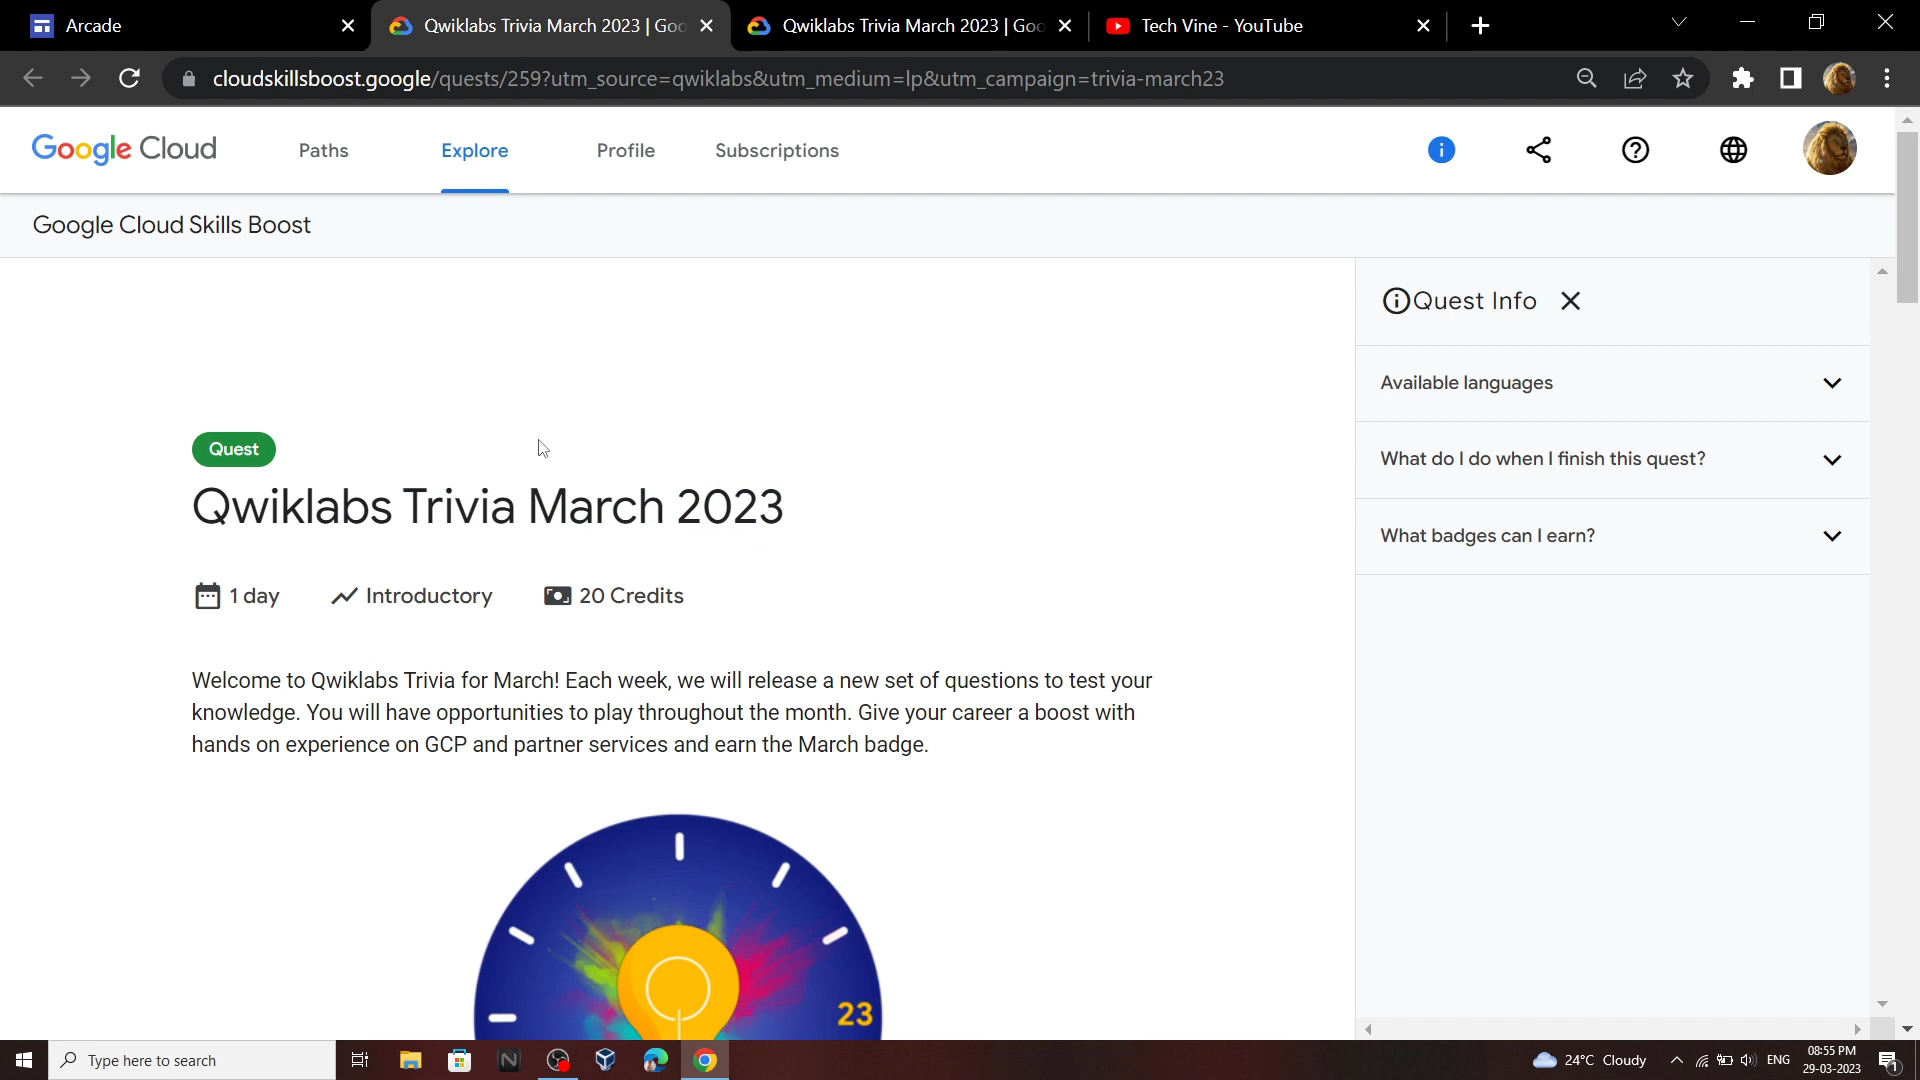 Arcade
Qwiklabs Trivia March 2023 | Goo
Qwiklabs Trivia March 2023 | Goo
Tech Vine - YouTube
cloudskillsboost.google/quests/259?utm_source=qwiklabs&utm_medium=lp&utm_campaign=trivia-march23
Google Cloud
Paths
Explore
Profile
Subscriptions
Google Cloud Skills Boost
Quest
Qwiklabs Trivia March 2023
1 day
Introductory
20 Credits
Welcome to Qwiklabs Trivia for March! Each week, we will release a new set of questions to test your
knowledge. You will have opportunities to play throughout the month. Give your career a boost with
hands on experience on GCP and partner services and earn the March badge.
23
Quest Info
Available languages
What do I do when I finish this quest?
What badges can I earn?
Type here to search
24°C Cloudy
ENG
08:55 PM
29-03-2023
1